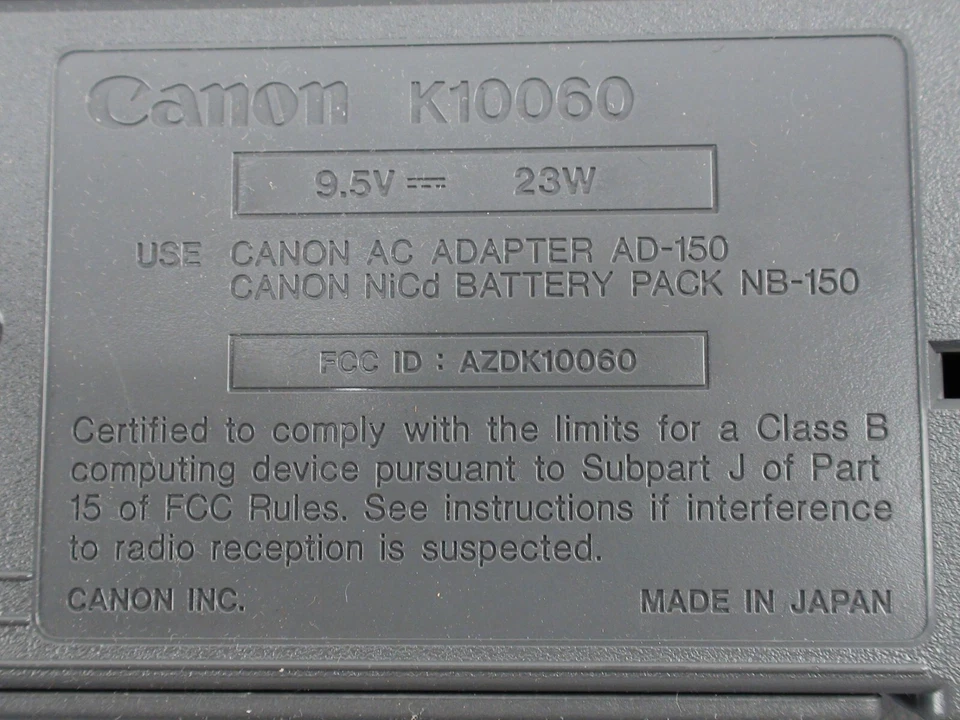 Canon K10060
9.5V ⎓ 23W
USE CANON AC ADAPTER AD-150
CANON NiCd BATTERY PACK NB-150
FCC ID : AZDK10060
Certified to comply with the limits for a Class B
computing device pursuant to Subpart J of Part
15 of FCC Rules. See instructions if interference
to radio reception is suspected.
CANON INC. MADE IN JAPAN